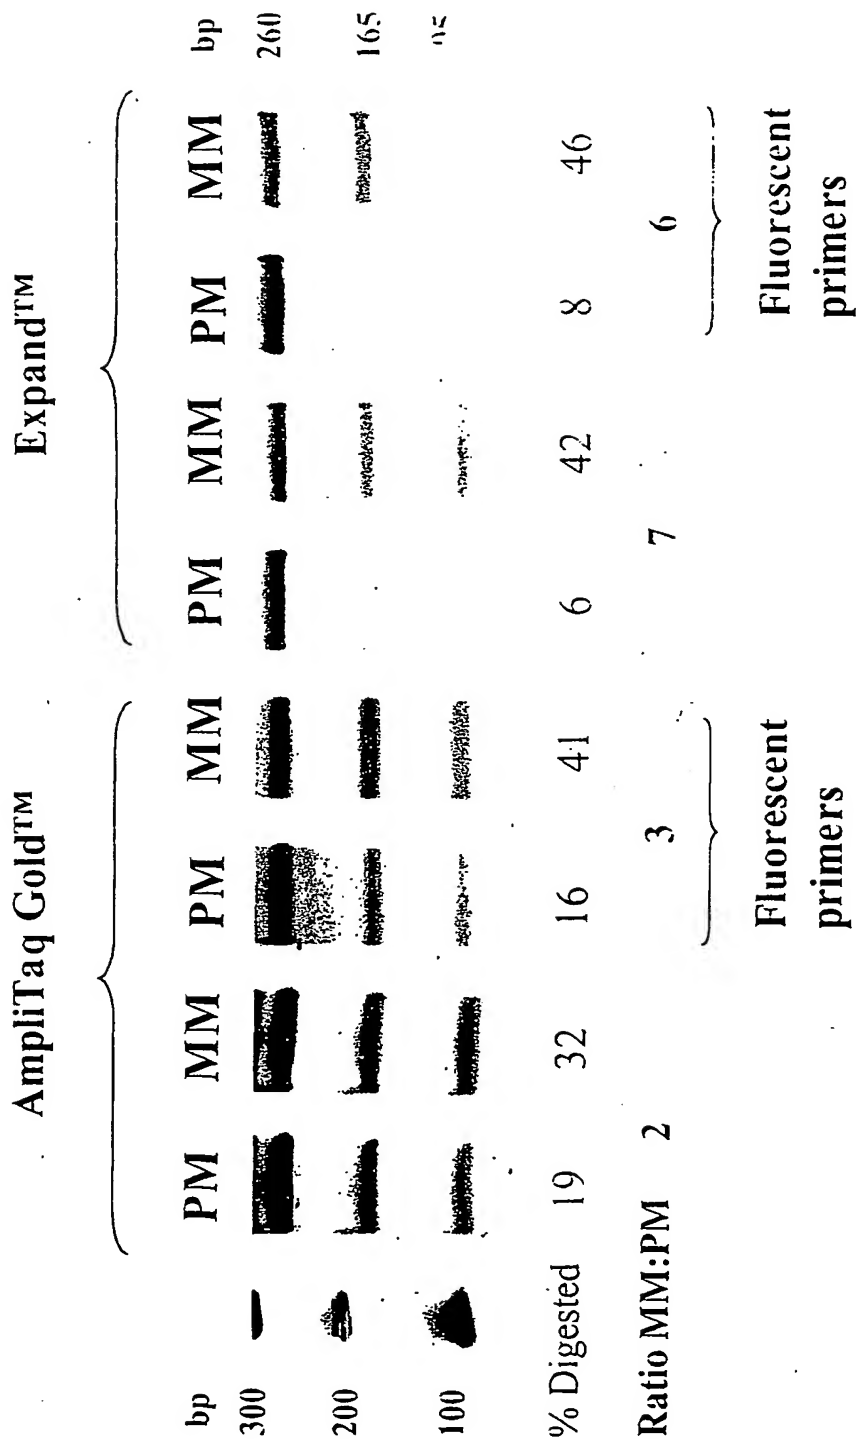 AmpliTaq Gold™ Expand™
bp PM MM PM MM PM MM PM MM bp
300 260
200 165
100
% Digested 19 32 16 41 6 42 8 46
Ratio MM:PM 2 3 7 6
Fluorescent Fluorescent
primers primers